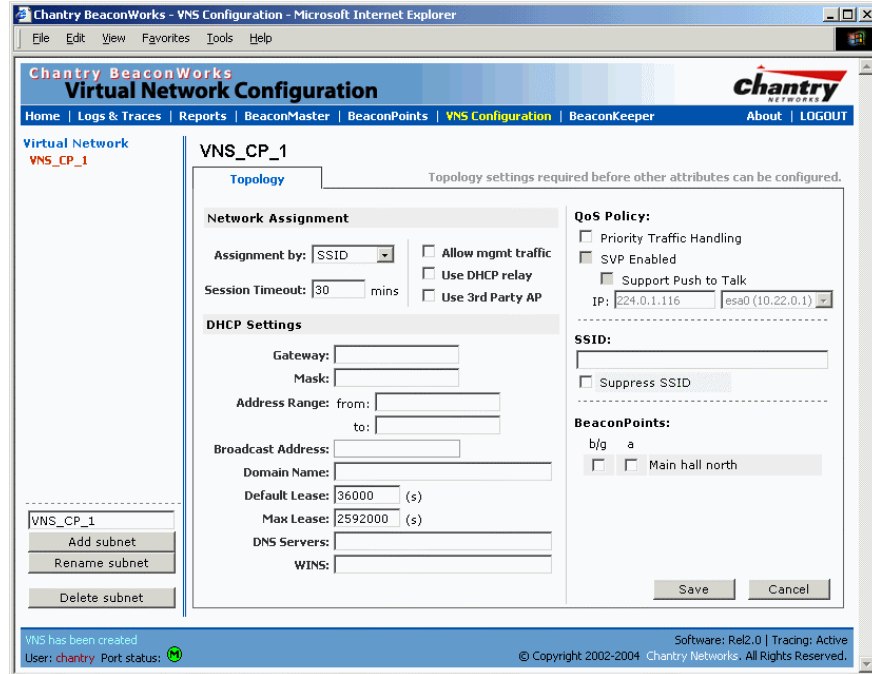 Chantry BeaconWorks - VNS Configuration - Microsoft Internet Explorer
File Edit View Favorites Tools Help
Chantry BeaconWorks
Virtual Network Configuration
Chantry
NETWORKS
Home | Logs & Traces | Reports | BeaconMaster | BeaconPoints | VNS Configuration | BeaconKeeper About | LOGOUT
Virtual Network
VNS_CP_1
VNS_CP_1
Add subnet
Rename subnet
Delete subnet
VNS_CP_1
Topology
Topology settings required before other attributes can be configured.
Network Assignment
Assignment by: SSID
Session Timeout: 30 mins
Allow mgmt traffic
Use DHCP relay
Use 3rd Party AP
DHCP Settings
Gateway:
Mask:
Address Range: from:
to:
Broadcast Address:
Domain Name:
Default Lease: 36000 (s)
Max Lease: 2592000 (s)
DNS Servers:
WINS:
QoS Policy:
Priority Traffic Handling
SVP Enabled
Support Push to Talk
IP: 224.0.1.116 esa0 (10.22.0.1)
SSID:
Suppress SSID
BeaconPoints:
b/g a
Main hall north
Save Cancel
VNS has been created
User: chantry Port status: M
Software: Rel2.0 | Tracing: Active
© Copyright 2002-2004 Chantry Networks. All Rights Reserved.